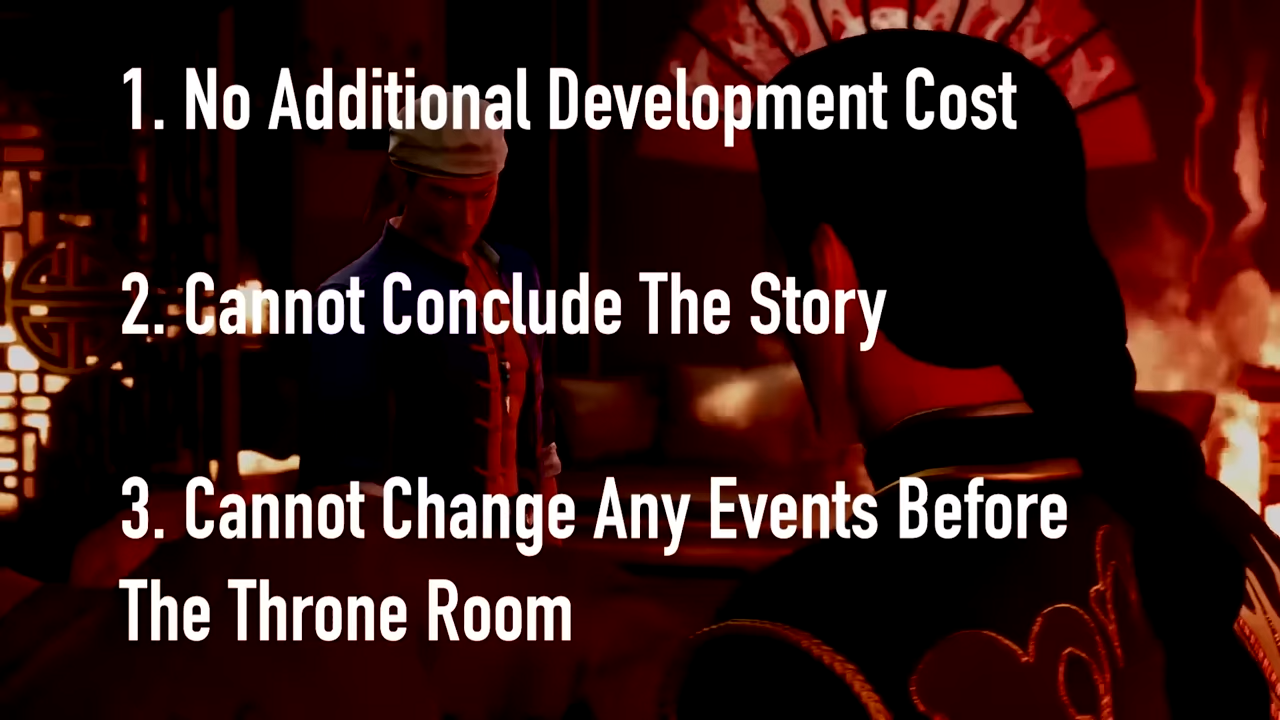 1. No Additional Development Cost
2. Cannot Conclude The Story
3. Cannot Change Any Events Before
The Throne Room